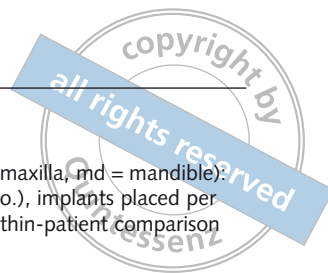 copyright by
all rights reserved
Quintessenz
maxilla, md = mandible):
o.), implants placed per
thin-patient comparison